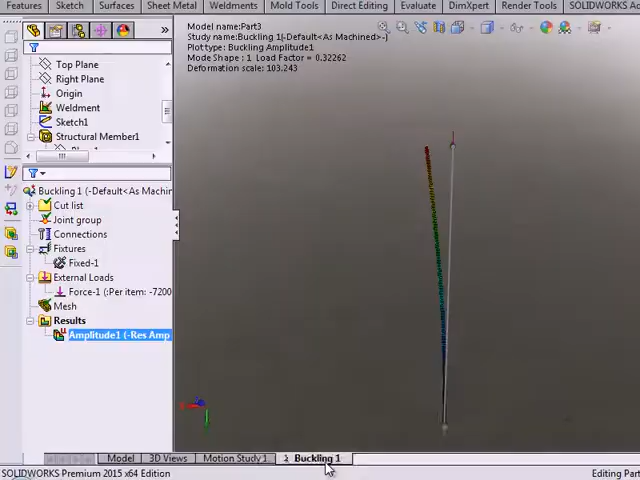 Features Sketch Surfaces Sheet Metal Weldments Mold Tools Direct Editing Evaluate DimXpert Render Tools SOLIDWORKS A
Model name:Part3
Study name:Buckling 1(-Default<As Machined>-)
Plot type: Buckling Amplitude1
Mode Shape : 1 Load Factor = 0.32262
Deformation scale: 103.243
Top Plane
Right Plane
Origin
Weldment
Sketch1
Structural Member1
Buckling 1 (-Default<As Machin
Cut list
Joint group
Connections
Fixtures
Fixed-1
External Loads
Force-1 (:Per item: -7200
Mesh
Results
Amplitude1 (-Res Amp
Model 3D Views Motion Study 1 Buckling 1
SOLIDWORKS Premium 2015 x64 Edition Editing Part